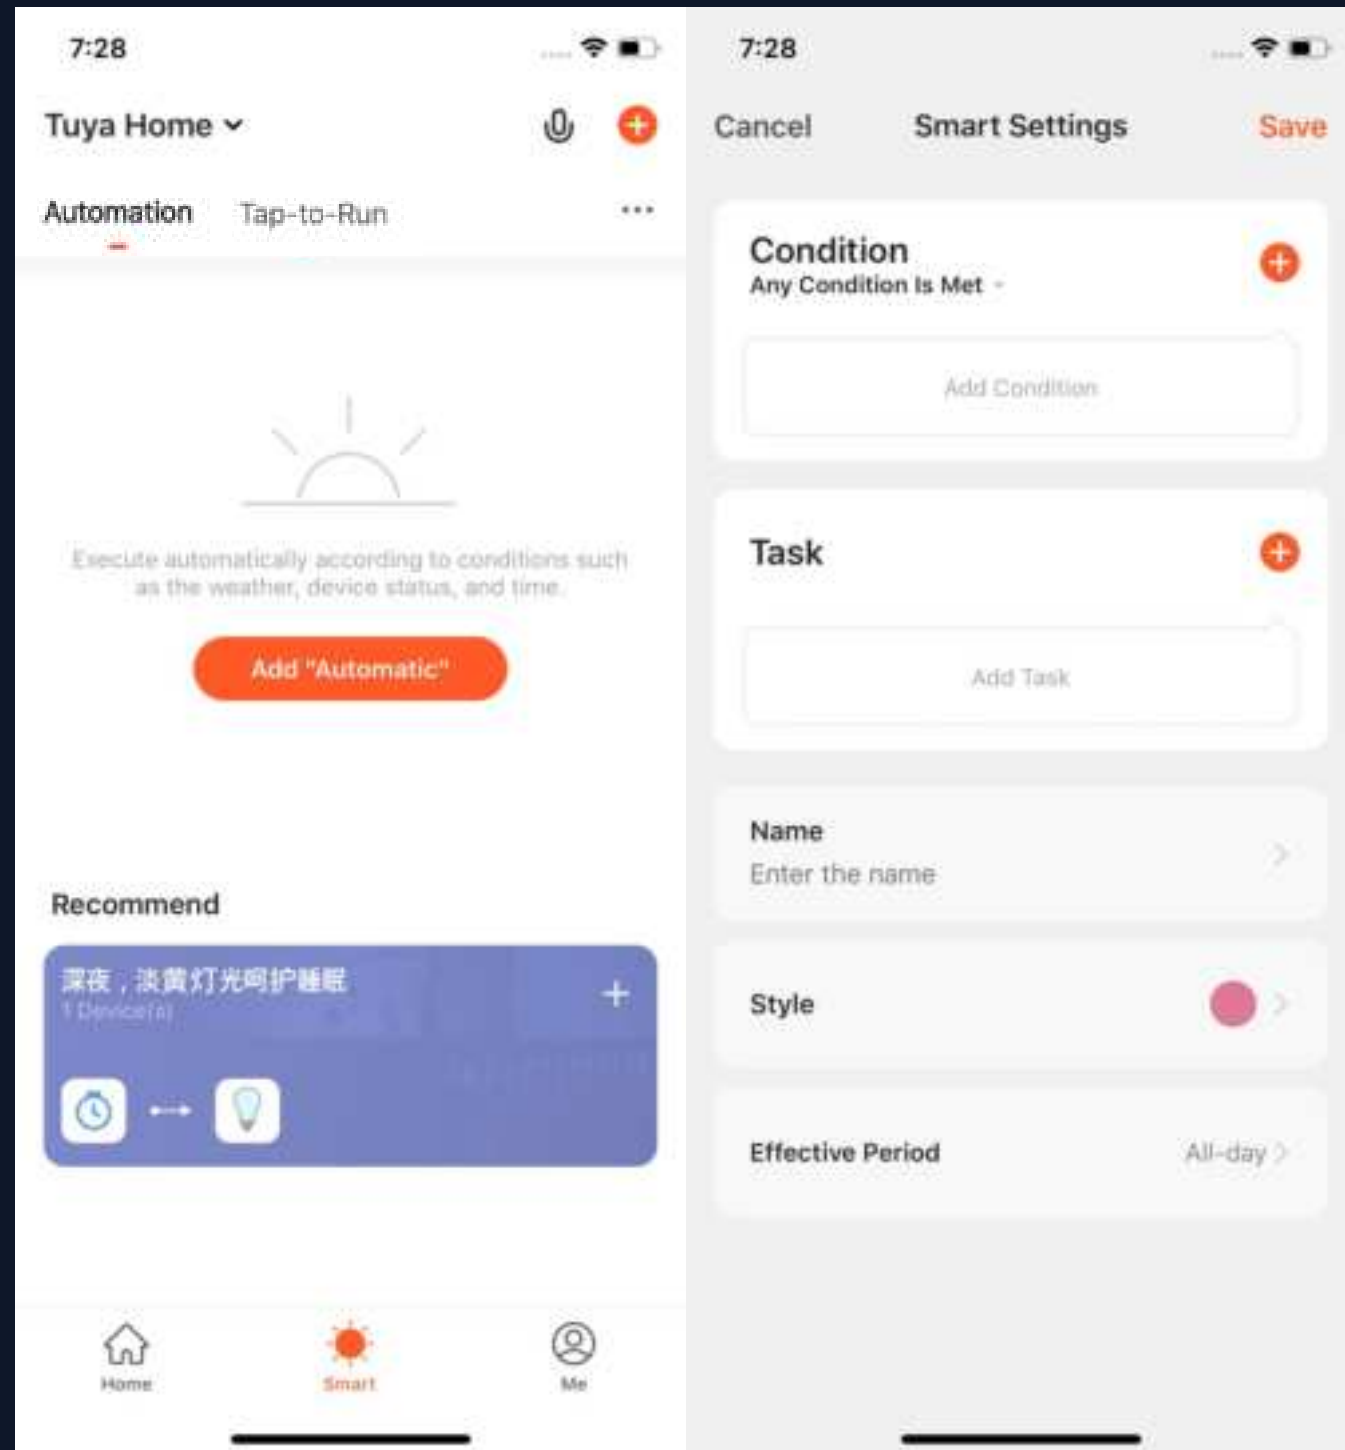 7:28
Tuya Home
Automation Tap-to-Run
Execute automatically according to conditions such
as the weather, device status, and time.
Add "Automatic"
Recommend
深夜，淡黄灯光呵护睡眠
1 Device(s)
Home Smart Me
7:28
Cancel Smart Settings Save
Condition
Any Condition Is Met
Add Condition
Task
Add Task
Name
Enter the name
Style
Effective Period All-day